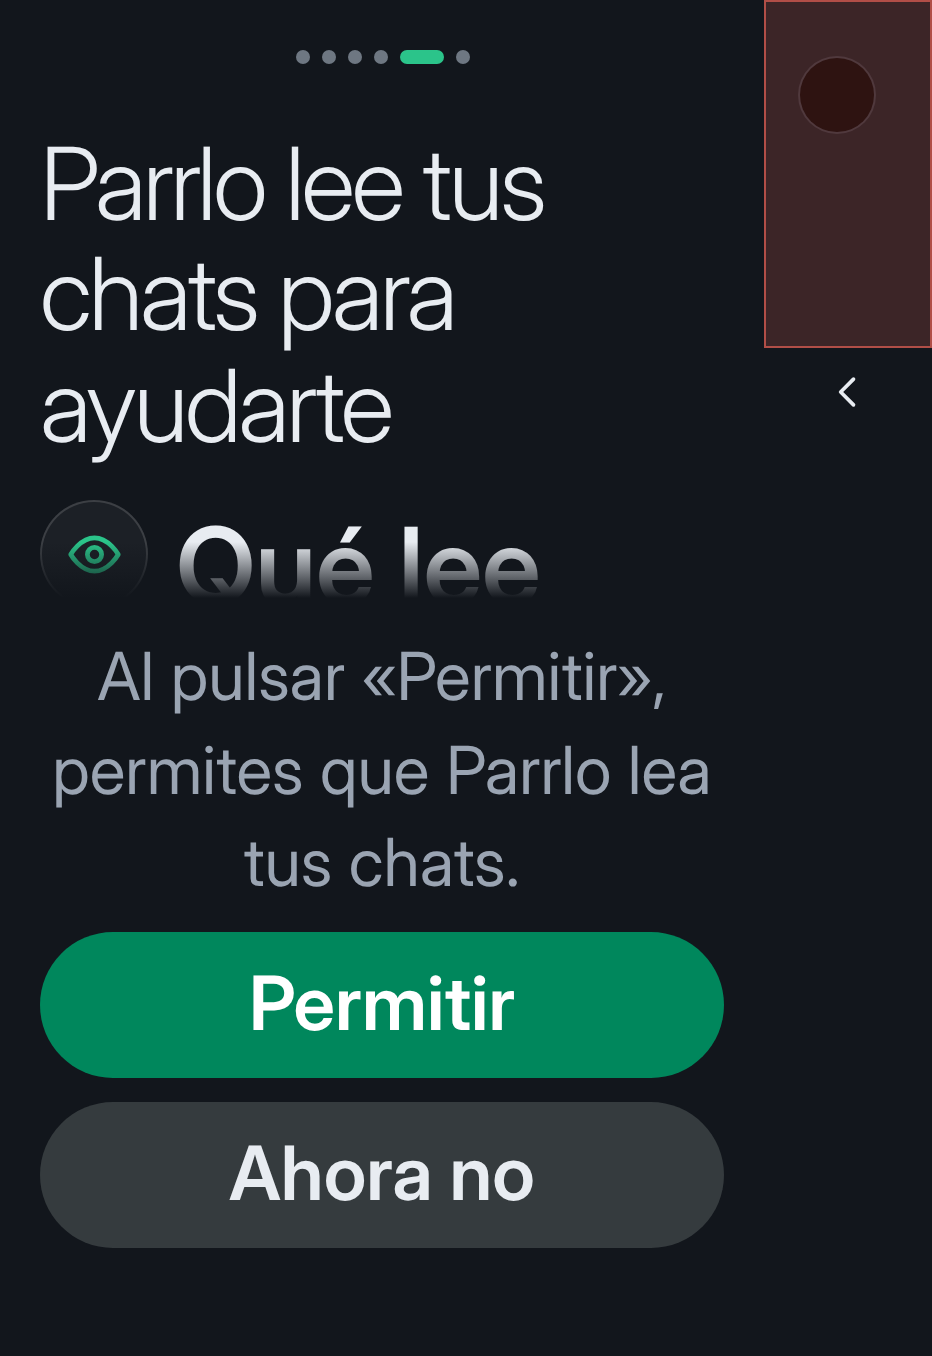 Parrlo lee tus
chats para
ayudarte
Qué lee
Al pulsar «Permitir»,
permites que Parrlo lea
tus chats.
Permitir
Ahora no